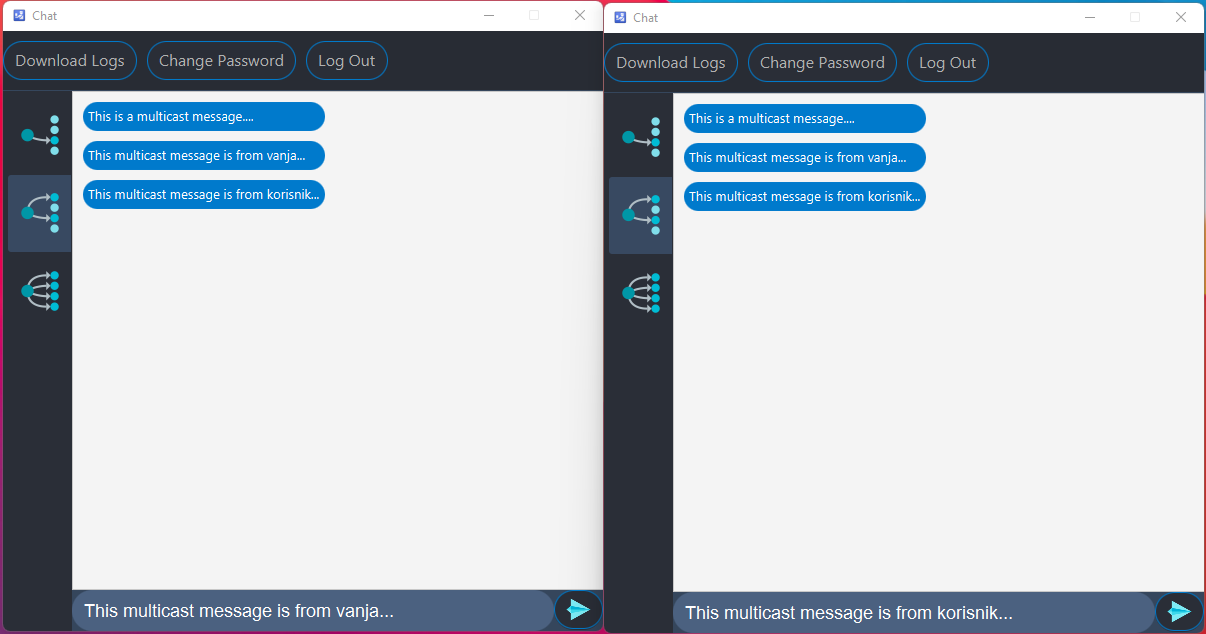 Chat
Download Logs
Change Password
Log Out
This is a multicast message....
This multicast message is from vanja...
This multicast message is from korisnik...
This multicast message is from vanja...
Chat
Download Logs
Change Password
Log Out
This is a multicast message....
This multicast message is from vanja...
This multicast message is from korisnik...
This multicast message is from korisnik...